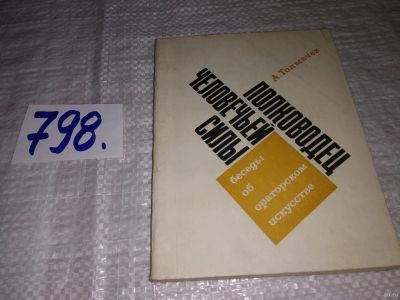 798.
А. Толмачев
ПОЛКОВОДЕЦ
ЧЕЛОВЕЧЬЕЙ
СИЛЫ
беседы
об
ораторском
искусстве